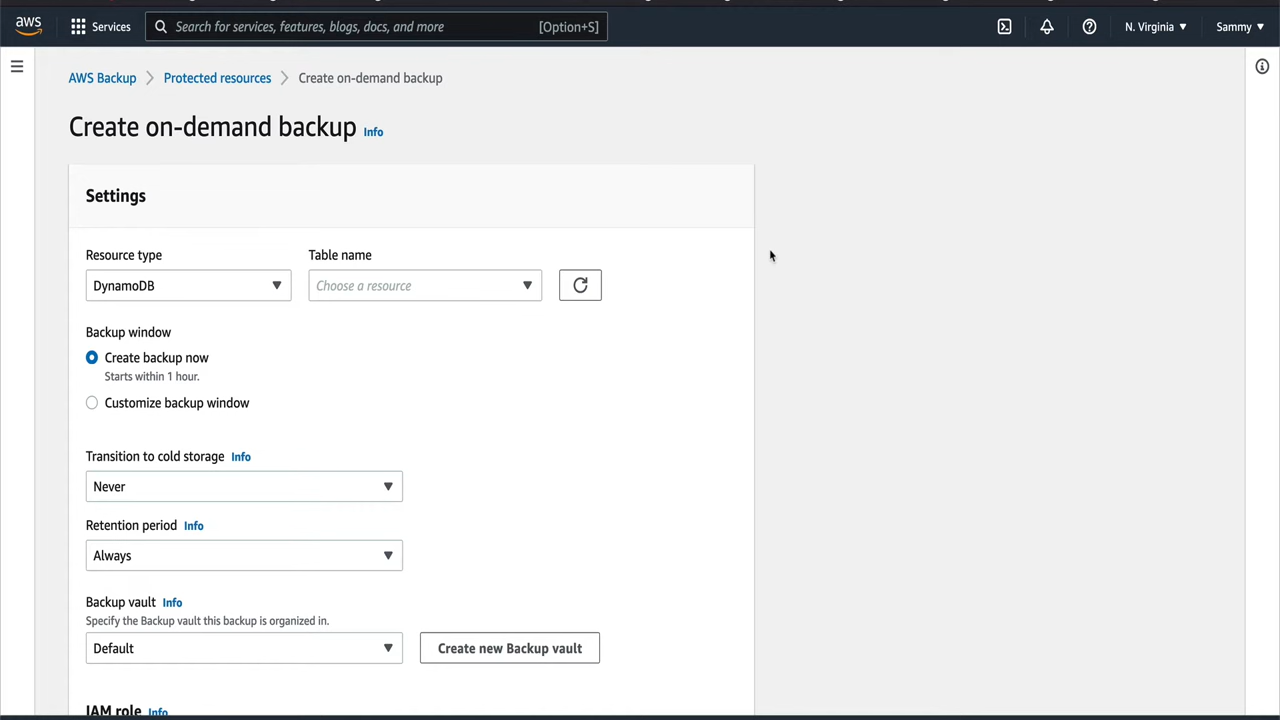 aws Services Search for services, features, blogs, docs, and more [Option+S] N. Virginia Sammy
AWS Backup Protected resources Create on-demand backup
Create on-demand backup Info
Settings
Resource type Table name
DynamoDB Choose a resource
Backup window
Create backup now
Starts within 1 hour.
Customize backup window
Transition to cold storage Info
Never
Retention period Info
Always
Backup vault Info
Specify the Backup vault this backup is organized in.
Default Create new Backup vault
IAM role Info